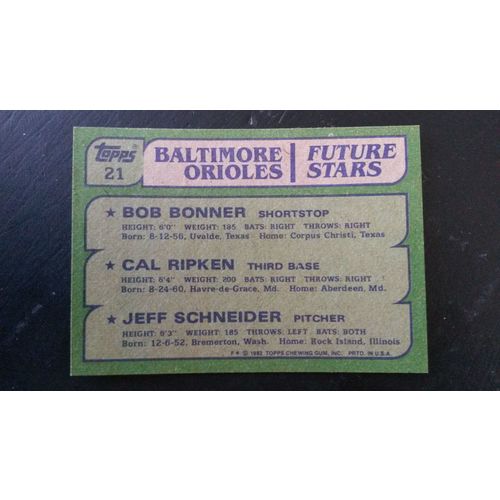 topps
21
BALTIMORE ORIOLES
FUTURE STARS
★ BOB BONNER SHORTSTOP
HEIGHT: 6'0" WEIGHT: 185 BATS: RIGHT THROWS: RIGHT
Born: 8-12-56, Uvalde, Texas Home: Corpus Christi, Texas
★ CAL RIPKEN THIRD BASE
HEIGHT: 6'4" WEIGHT: 200 BATS: RIGHT THROWS: RIGHT
Born: 8-24-60, Havre-de-Grace, Md. Home: Aberdeen, Md.
★ JEFF SCHNEIDER PITCHER
HEIGHT: 6'3" WEIGHT: 185 THROWS: LEFT BATS: BOTH
Born: 12-6-52, Bremerton, Wash. Home: Rock Island, Illinois
F* © 1982 TOPPS CHEWING GUM, INC. PRTD. IN U.S.A.